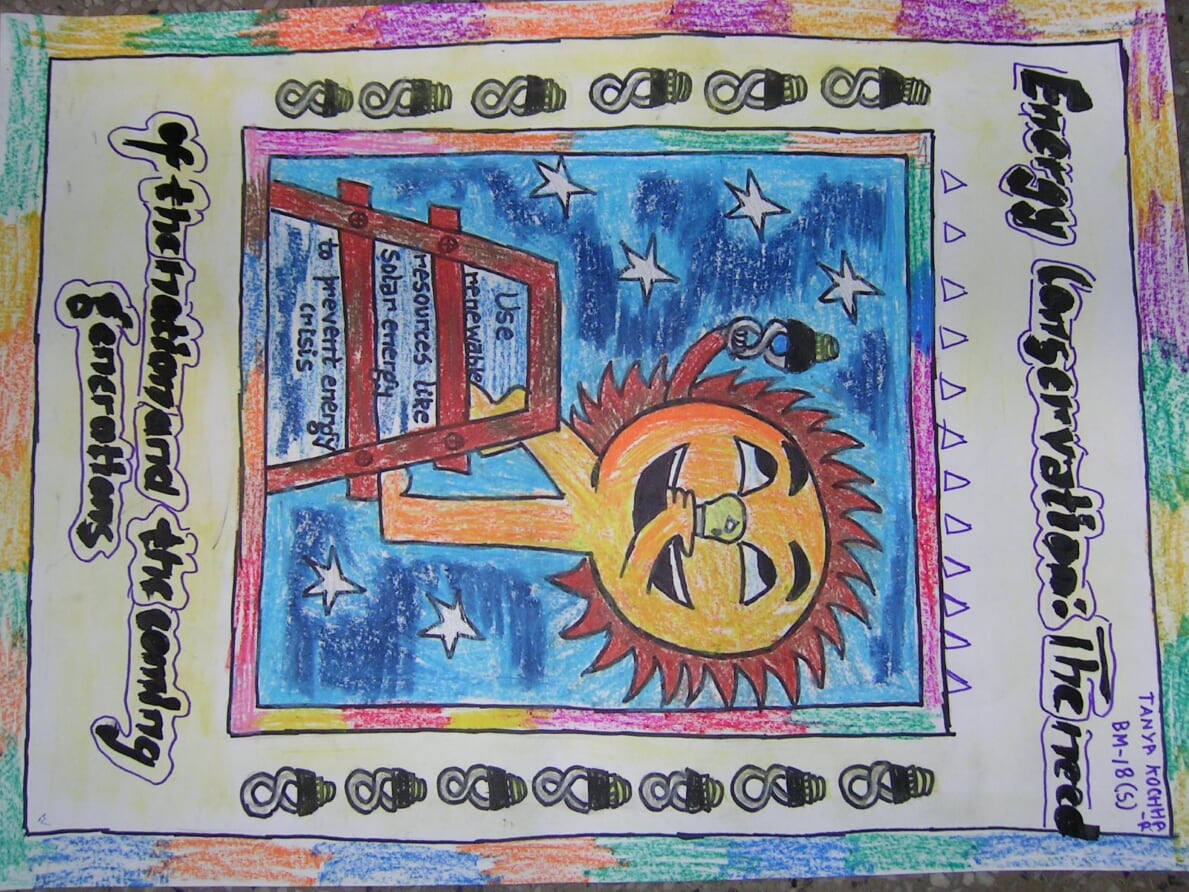 TANYA KOCHHA
-R
BM-18(S)
Energy Conservation: The need
Use
renewable
resources like
Solar energy
to prevent energy
crisis
of the nation and the coming
generations